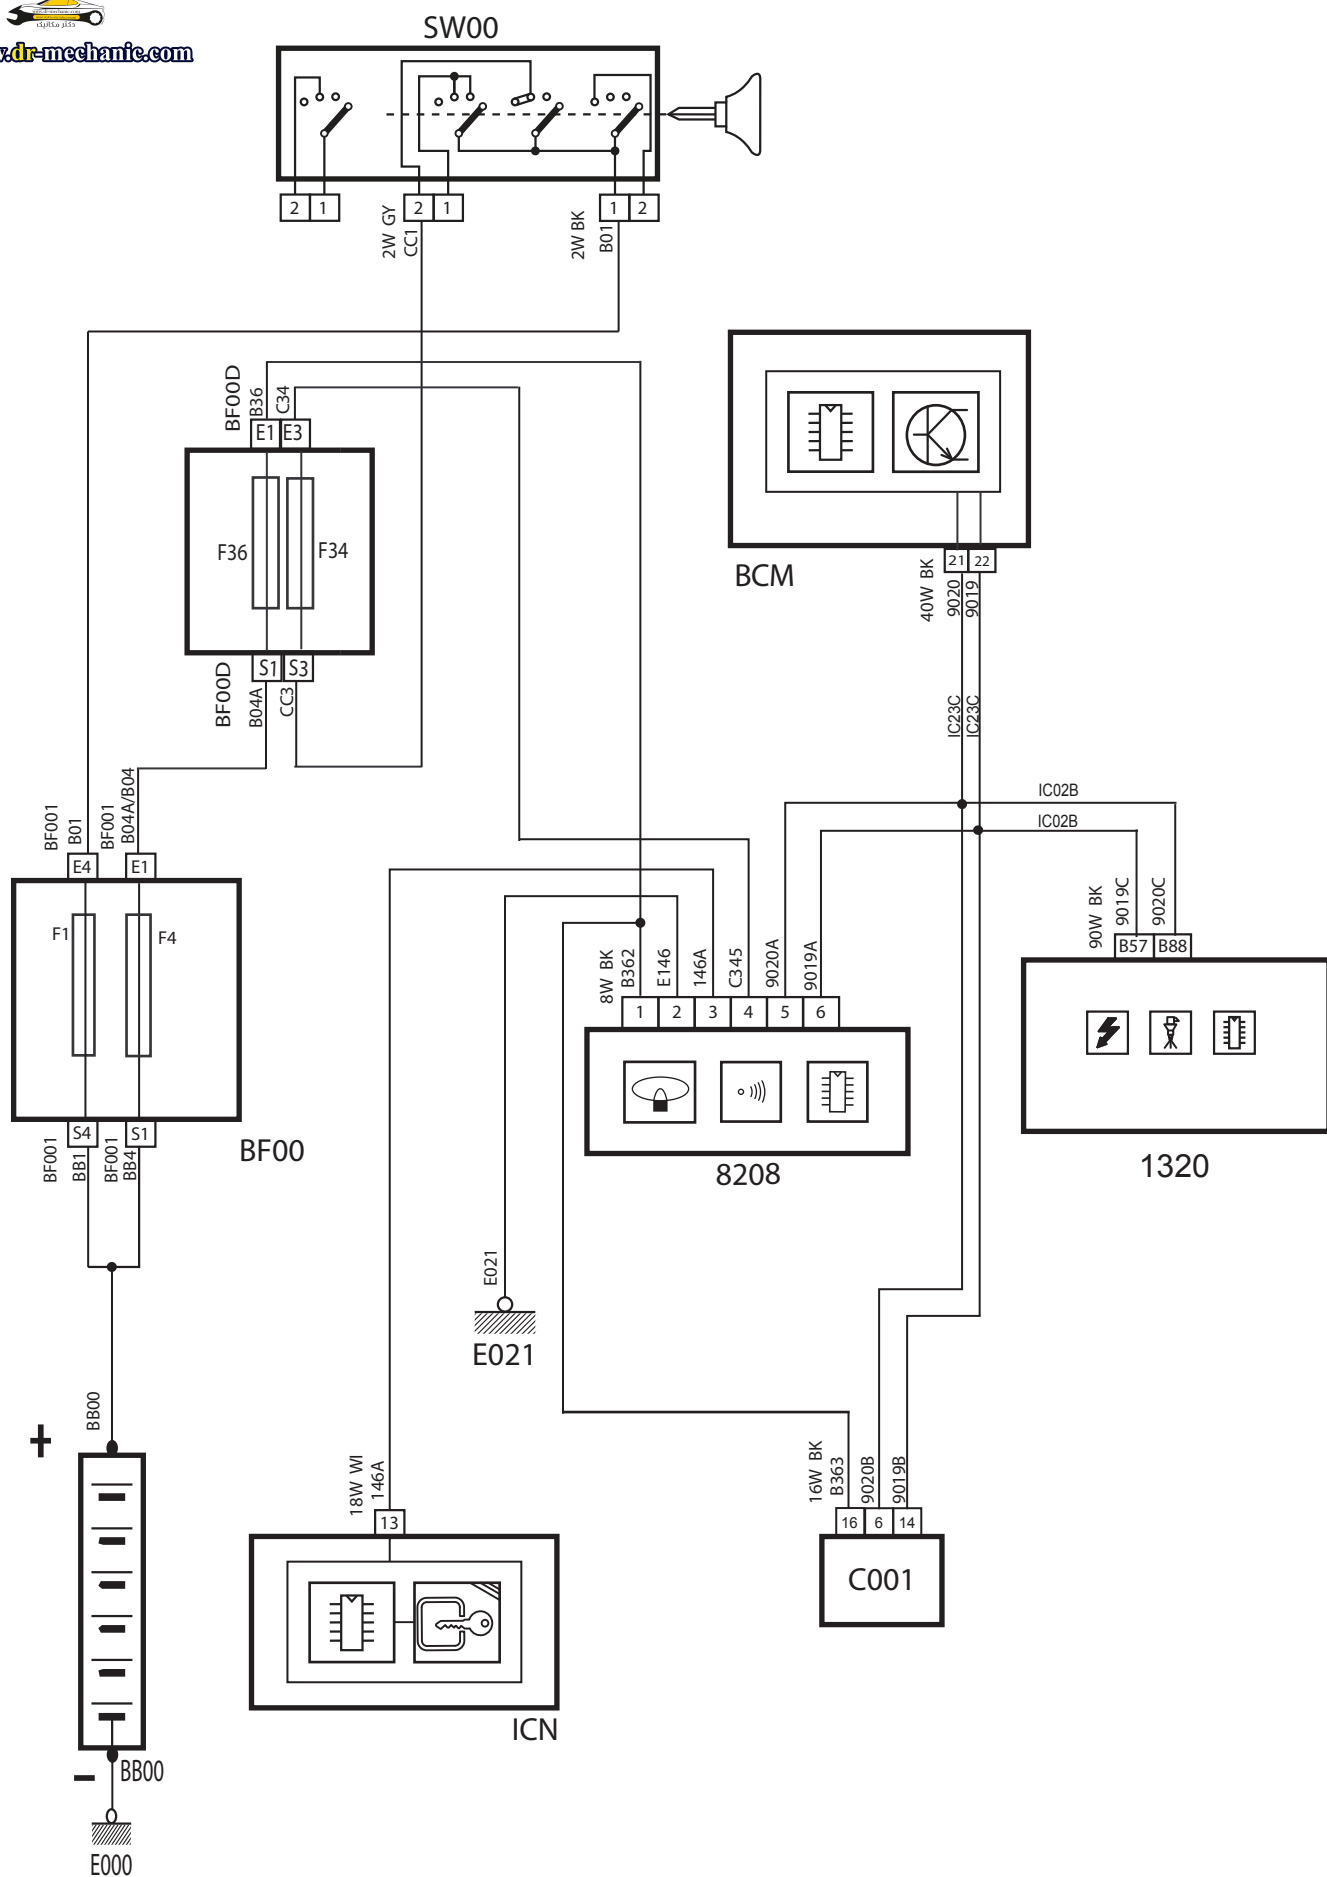 دکتر مکانیک
.dr-mechanic.com
SW00
2 1
2W GY
CC1
2 1
2W BK
B01
1 2
BF00D
B36
C34
E1 E3
F36
F34
S1 S3
BF00D
B04A
CC3
BCM
21 22
40W BK
9020
9019
IC23C
IC23C
IC02B
IC02B
BF001
B01
BF001
B04A/B04
E4 E1
F1
F4
S4 S1
BF001
BB1
BF001
BB4
BF00
8W BK
B362
E146
146A
C345
9020A
9019A
1 2 3 4 5 6
8208
90W BK
9019C
9020C
B57 B88
1320
E021
E021
BB00
+
18W WI
146A
13
ICN
16W BK
B363
9020B
9019B
16 6 14
C001
–
BB00
E000